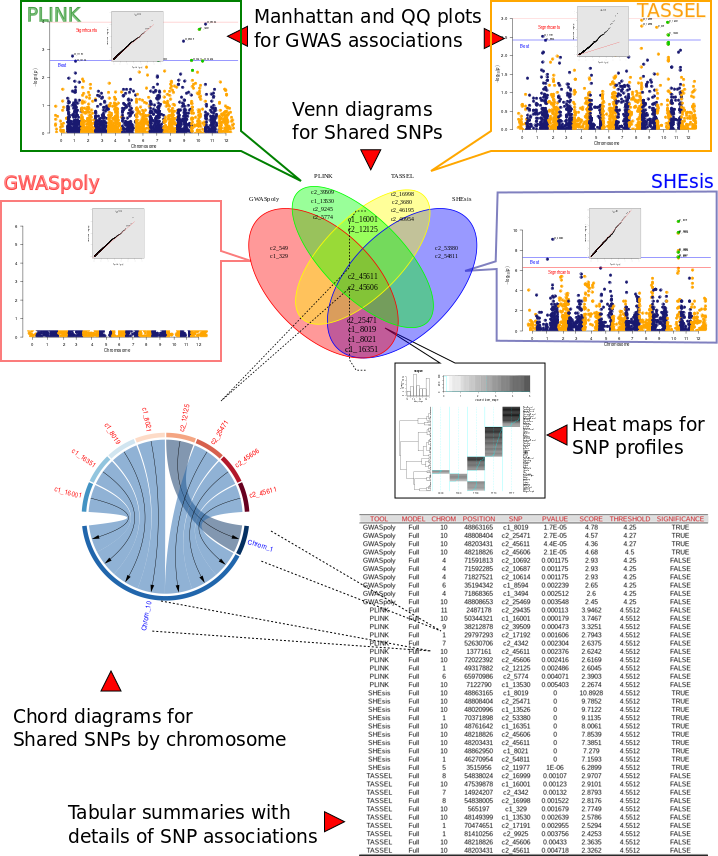 PLINK
Manhattan and QQ plots
for GWAS associations
TASSEL
Significants
Best
Chromosome
Significants
Best
Chromosome
Venn diagrams
for Shared SNPs
GWASpoly
SHEsis
Chromosome
PLINK
TASSEL
GWASpoly
SHEsis
c2_39509
c1_13530
c2_9245
c2_5774
c2_16998
c2_3680
c2_46195
c1_16001
c2_12125
c2_549
c1_329
c2_53380
c2_54811
c2_45611
c2_45606
c2_25471
c1_8019
c1_8021
c1_16351
Best
Significants
Chromosome
Heat maps for
SNP profiles
c1_16001
c1_16351
c1_8019
c1_8021
c2_12125
c2_25471
c2_45606
c2_45611
Chrom_1
Chrom_10
Chord diagrams for
Shared SNPs by chromosome
Tabular summaries with
details of SNP associations
TOOL MODEL CHROM POSITION SNP PVALUE SCORE THRESHOLD SIGNIFICANCE
GWASpoly Full 10 48863165 c1_8019 1.7E-05 4.78 4.25 TRUE
GWASpoly Full 10 48808404 c2_25471 2.7E-05 4.57 4.27 TRUE
GWASpoly Full 10 48203431 c2_45611 4.4E-05 4.36 4.27 TRUE
GWASpoly Full 10 48218826 c2_45606 2.1E-05 4.68 4.5 TRUE
GWASpoly Full 4 71591813 c2_10692 0.001175 2.93 4.25 FALSE
GWASpoly Full 4 71592285 c2_10687 0.001175 2.93 4.25 FALSE
GWASpoly Full 4 71827521 c2_10614 0.001175 2.93 4.25 FALSE
GWASpoly Full 6 35194342 c1_8594 0.002239 2.65 4.25 FALSE
GWASpoly Full 4 71868365 c1_3494 0.002512 2.6 4.25 FALSE
GWASpoly Full 10 48808653 c2_25469 0.003548 2.45 4.25 FALSE
PLINK Full 11 2487178 c2_29435 0.000113 3.9462 4.5512 FALSE
PLINK Full 10 50344321 c1_16001 0.000179 3.7467 4.5512 FALSE
PLINK Full 9 38212878 c2_39509 0.000473 3.3251 4.5512 FALSE
PLINK Full 1 29797293 c2_17192 0.001606 2.7943 4.5512 FALSE
PLINK Full 7 52630706 c2_4342 0.002304 2.6375 4.5512 FALSE
PLINK Full 10 1377161 c2_45611 0.002376 2.6242 4.5512 FALSE
PLINK Full 10 72022392 c2_45606 0.002416 2.6169 4.5512 FALSE
PLINK Full 1 49317882 c2_12125 0.002486 2.6045 4.5512 FALSE
PLINK Full 6 65970986 c2_5774 0.004071 2.3903 4.5512 FALSE
PLINK Full 10 7122790 c1_13530 0.005403 2.2674 4.5512 FALSE
SHEsis Full 10 48863165 c1_8019 0 10.8928 4.5512 TRUE
SHEsis Full 10 48808404 c2_25471 0 9.7852 4.5512 TRUE
SHEsis Full 10 48020996 c1_13526 0 9.7122 4.5512 TRUE
SHEsis Full 1 70371898 c2_53380 0 9.1135 4.5512 TRUE
SHEsis Full 10 48761642 c1_16351 0 8.0061 4.5512 TRUE
SHEsis Full 10 48218826 c2_45606 0 7.8539 4.5512 TRUE
SHEsis Full 10 48203431 c2_45611 0 7.3851 4.5512 TRUE
SHEsis Full 10 48862950 c1_8021 0 7.279 4.5512 TRUE
SHEsis Full 1 46270954 c2_54811 0 7.1593 4.5512 TRUE
SHEsis Full 5 3515956 c2_11977 1E-06 6.2899 4.5512 TRUE
TASSEL Full 8 54838024 c2_16999 0.00107 2.9707 4.5512 FALSE
TASSEL Full 10 47539878 c1_16001 0.00123 2.9101 4.5512 FALSE
TASSEL Full 7 14924207 c2_4342 0.00132 2.8793 4.5512 FALSE
TASSEL Full 8 54838005 c2_16998 0.001522 2.8176 4.5512 FALSE
TASSEL Full 10 565197 c1_329 0.001679 2.7749 4.5512 FALSE
TASSEL Full 10 48149399 c1_13530 0.002639 2.5786 4.5512 FALSE
TASSEL Full 1 70474651 c2_17191 0.002955 2.5294 4.5512 FALSE
TASSEL Full 1 81410256 c2_9925 0.003756 2.4253 4.5512 FALSE
TASSEL Full 10 48218826 c2_45606 0.00433 2.3635 4.5512 FALSE
TASSEL Full 10 48203431 c2_45611 0.004718 2.3262 4.5512 FALSE